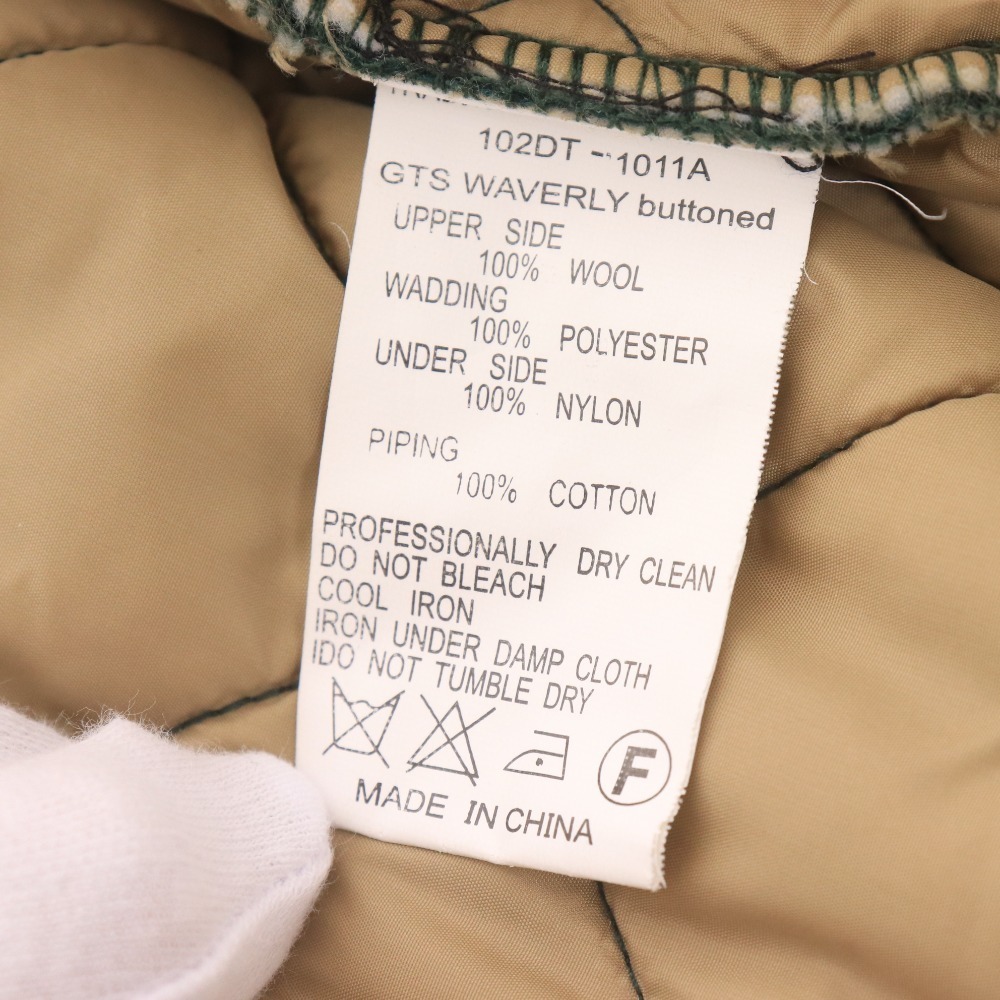 102DT - 1011A
GTS WAVERLY buttoned
UPPER SIDE
100% WOOL
WADDING
100% POLYESTER
UNDER SIDE
100% NYLON
PIPING
100% COTTON
PROFESSIONALLY DRY CLEAN
DO NOT BLEACH
COOL IRON
IRON UNDER DAMP CLOTH
IDO NOT TUMBLE DRY
F
MADE IN CHINA